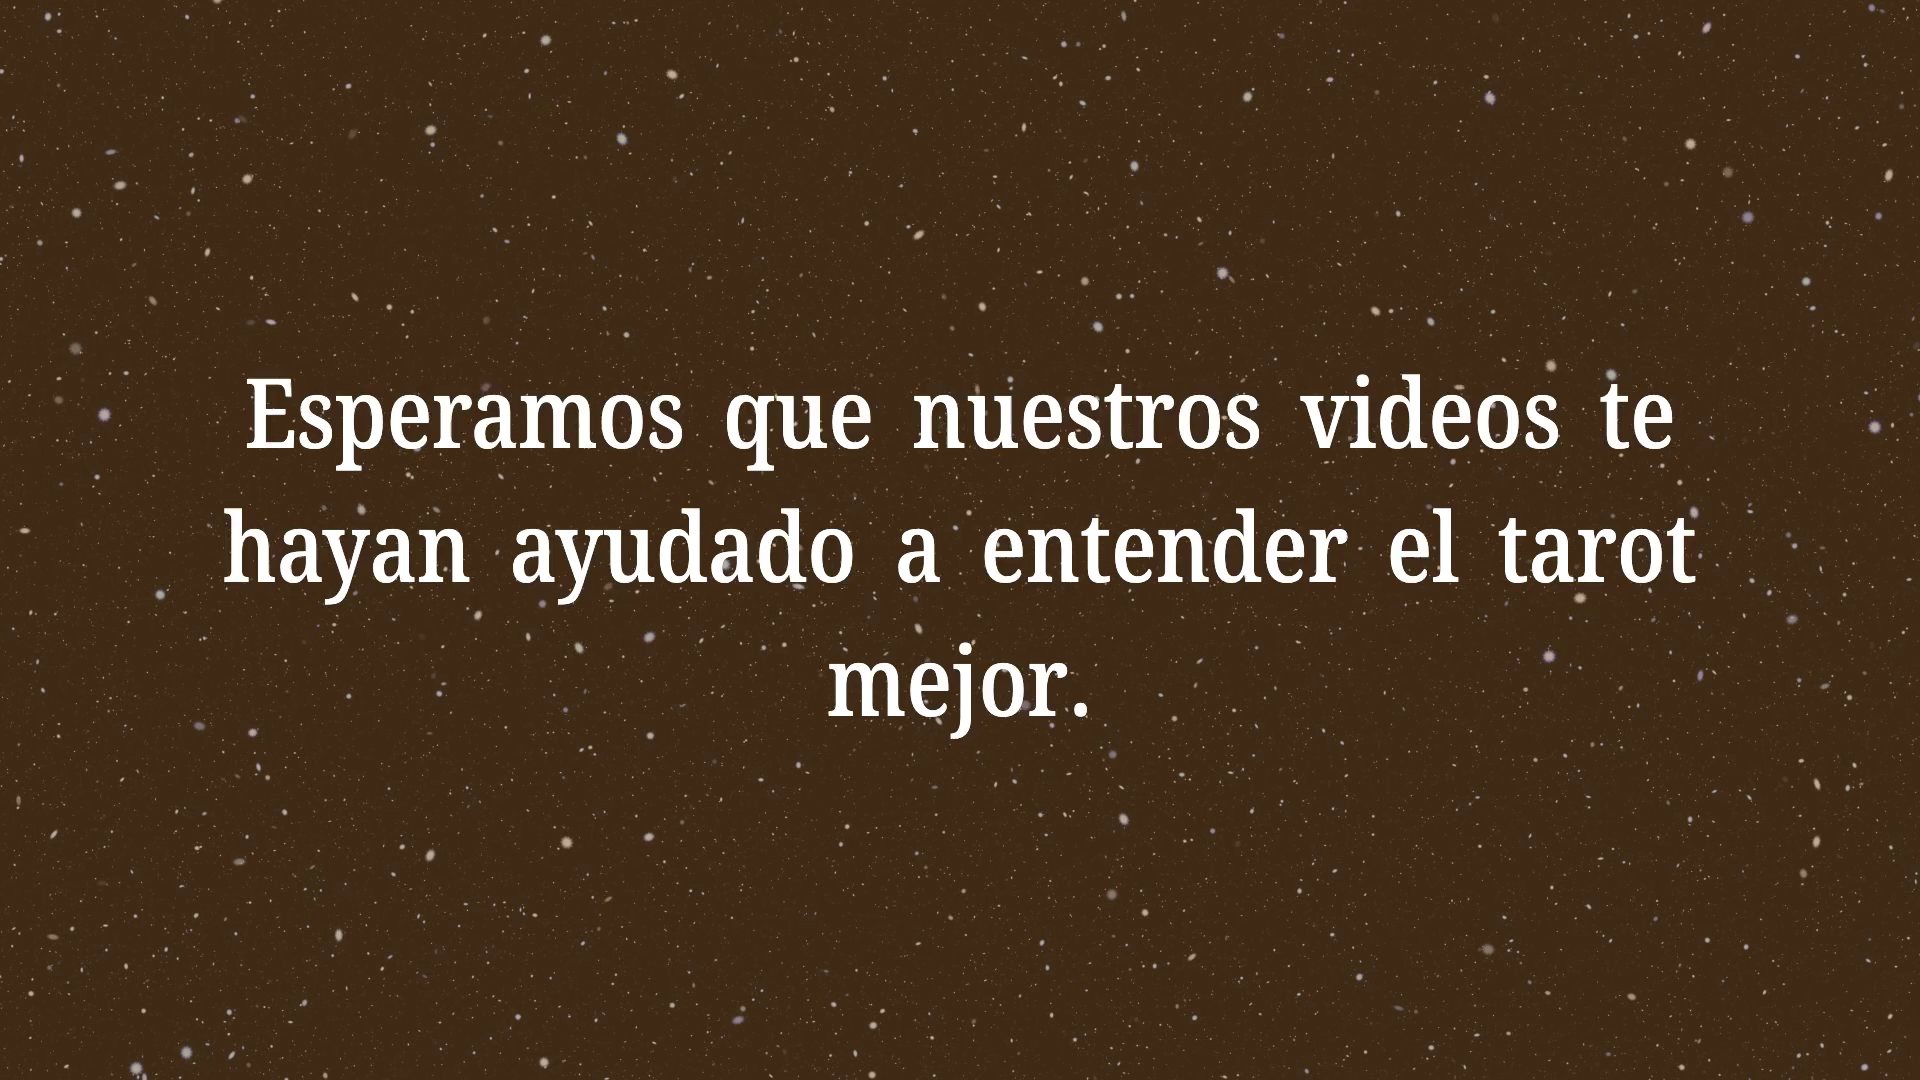 Esperamos que nuestros videos te
hayan ayudado a entender el tarot
mejor.